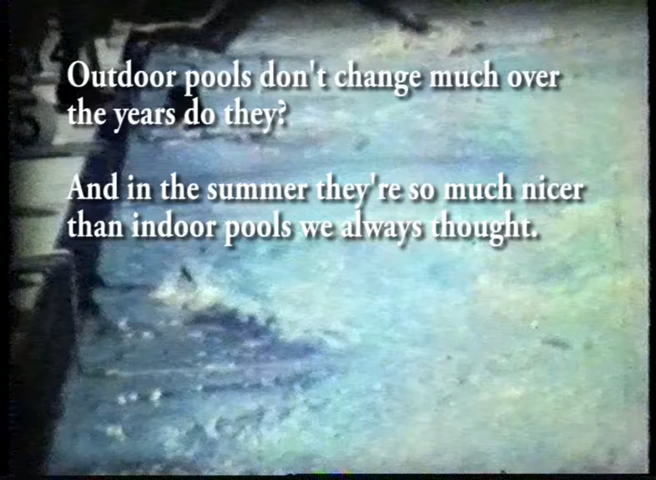 Outdoor pools don't change much over
the years do they?
And in the summer they're so much nicer
than indoor pools we always thought.